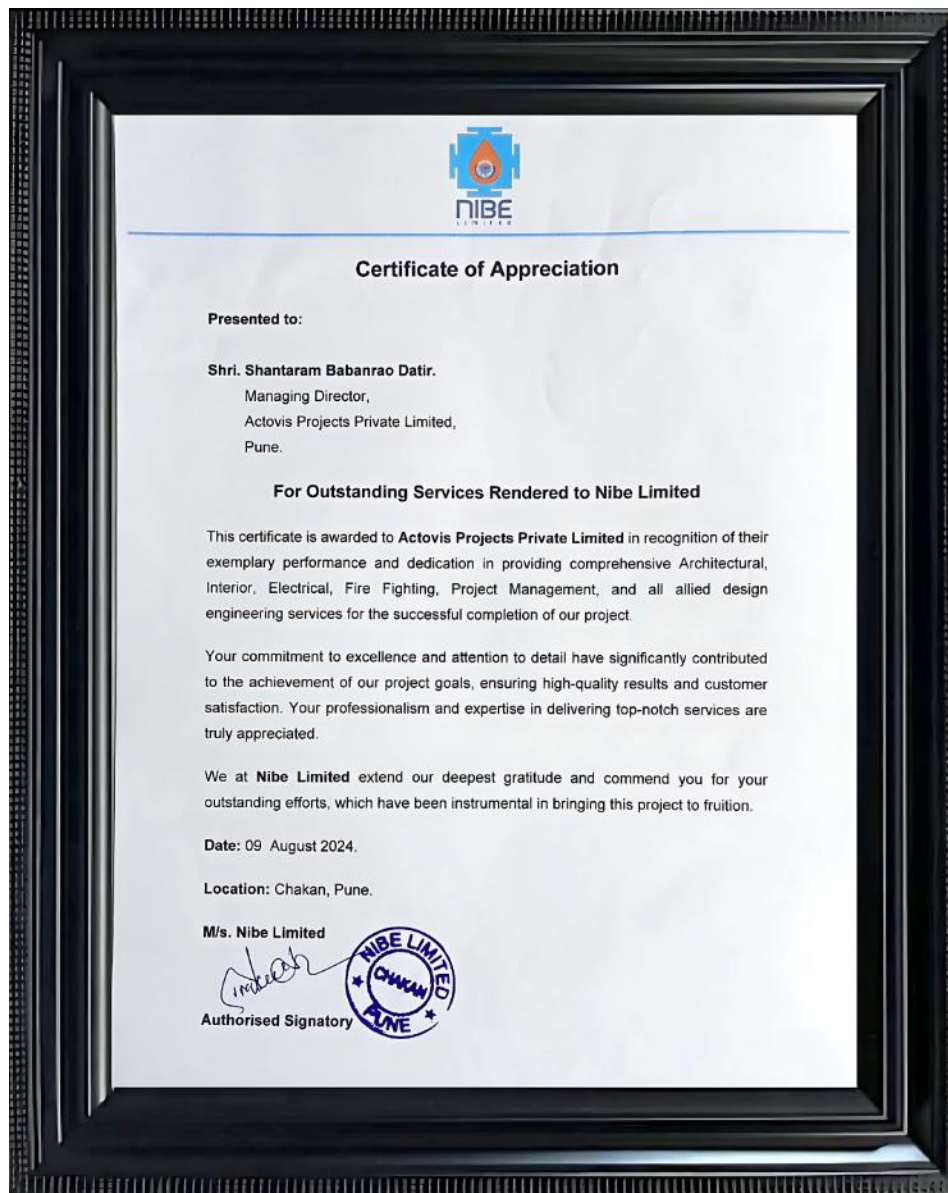 NIBE
LIMITED
Certificate of Appreciation
Presented to:
Shri. Shantaram Babanrao Datir.
Managing Director,
Actovis Projects Private Limited,
Pune.
For Outstanding Services Rendered to Nibe Limited
This certificate is awarded to Actovis Projects Private Limited in recognition of their
exemplary performance and dedication in providing comprehensive Architectural,
Interior, Electrical, Fire Fighting, Project Management, and all allied design
engineering services for the successful completion of our project.
Your commitment to excellence and attention to detail have significantly contributed
to the achievement of our project goals, ensuring high-quality results and customer
satisfaction. Your professionalism and expertise in delivering top-notch services are
truly appreciated.
We at Nibe Limited extend our deepest gratitude and commend you for your
outstanding efforts, which have been instrumental in bringing this project to fruition.
Date: 09 August 2024.
Location: Chakan, Pune.
M/s. Nibe Limited
NIBE LIMITED
CHAKAN
PUNE
Authorised Signatory